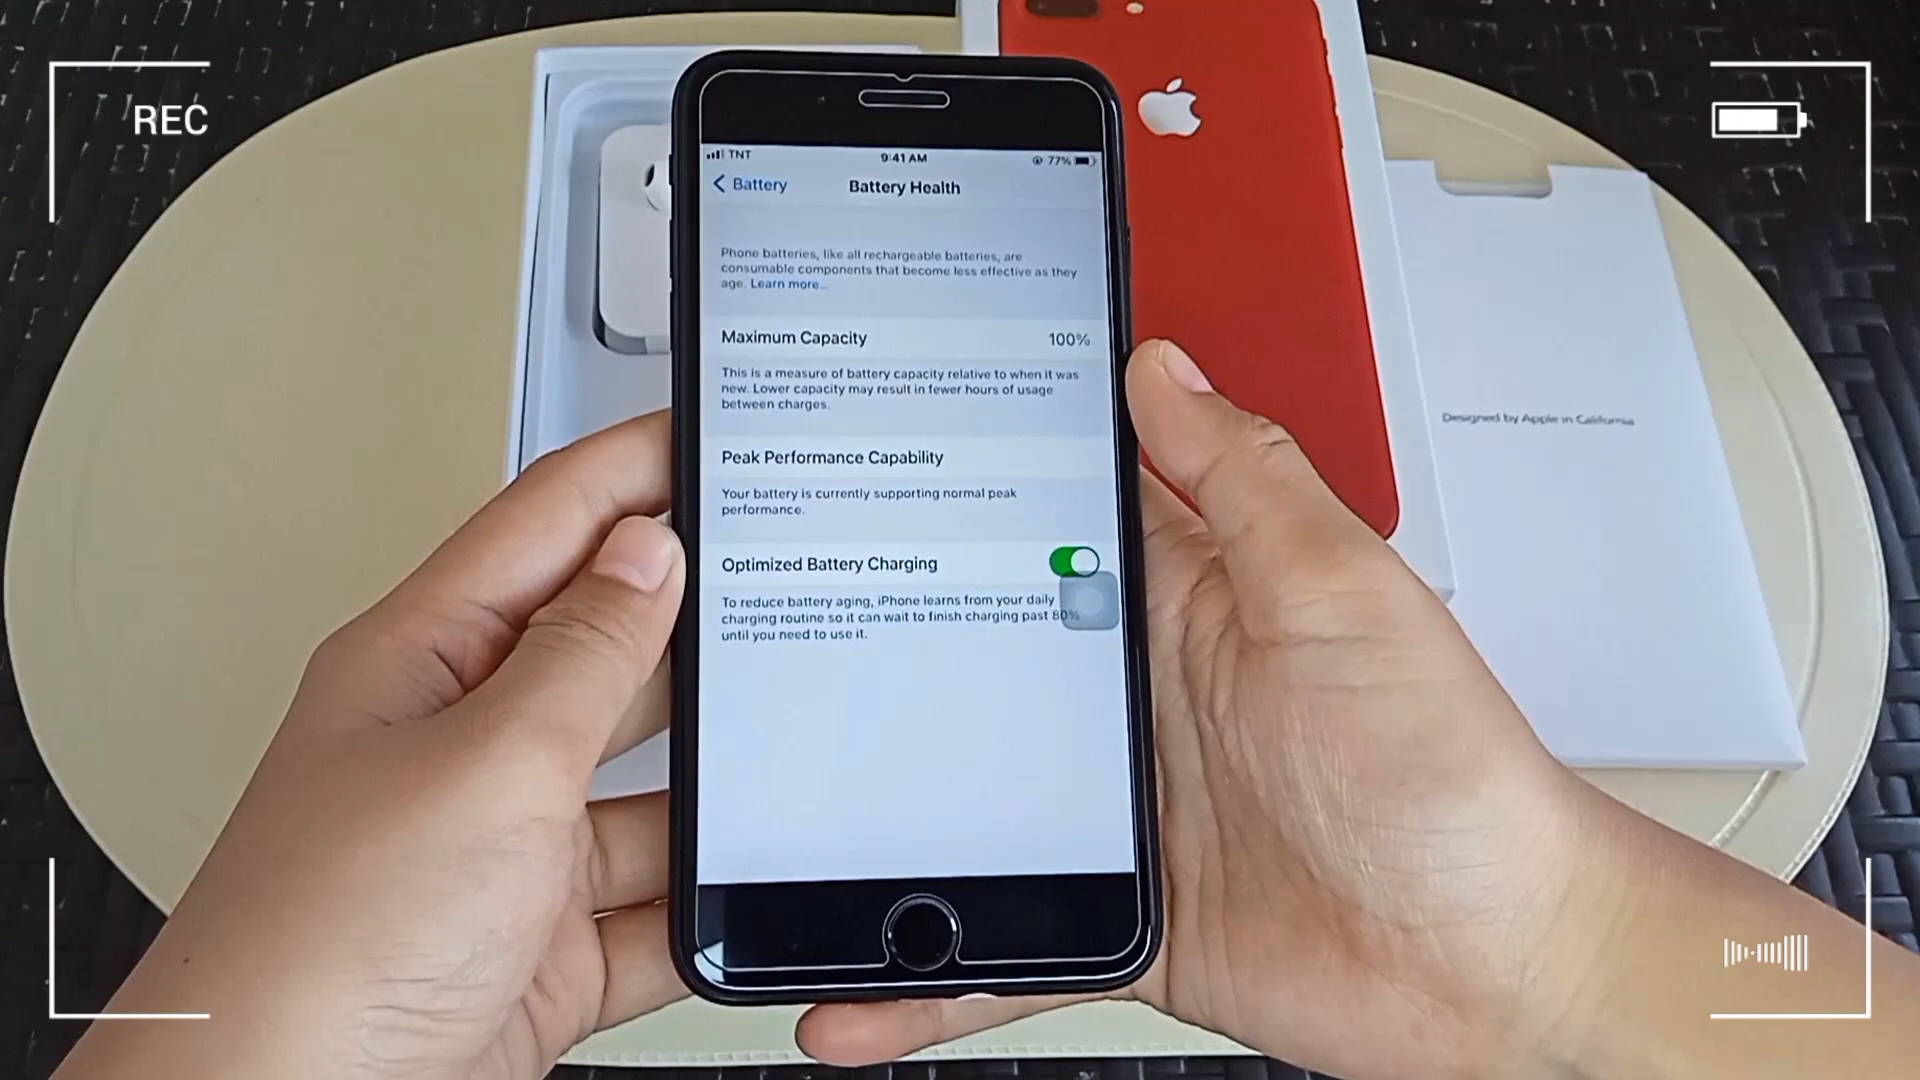 REC
TNT
9:41 AM
77%
Battery
Battery Health
Phone batteries, like all rechargeable batteries, are
consumable components that become less effective as they
age. Learn more...
Maximum Capacity
100%
This is a measure of battery capacity relative to when it was
new. Lower capacity may result in fewer hours of usage
between charges.
Peak Performance Capability
Your battery is currently supporting normal peak
performance.
Optimized Battery Charging
To reduce battery aging, iPhone learns from your daily
charging routine so it can wait to finish charging past 80%
until you need to use it.
Designed by Apple in California